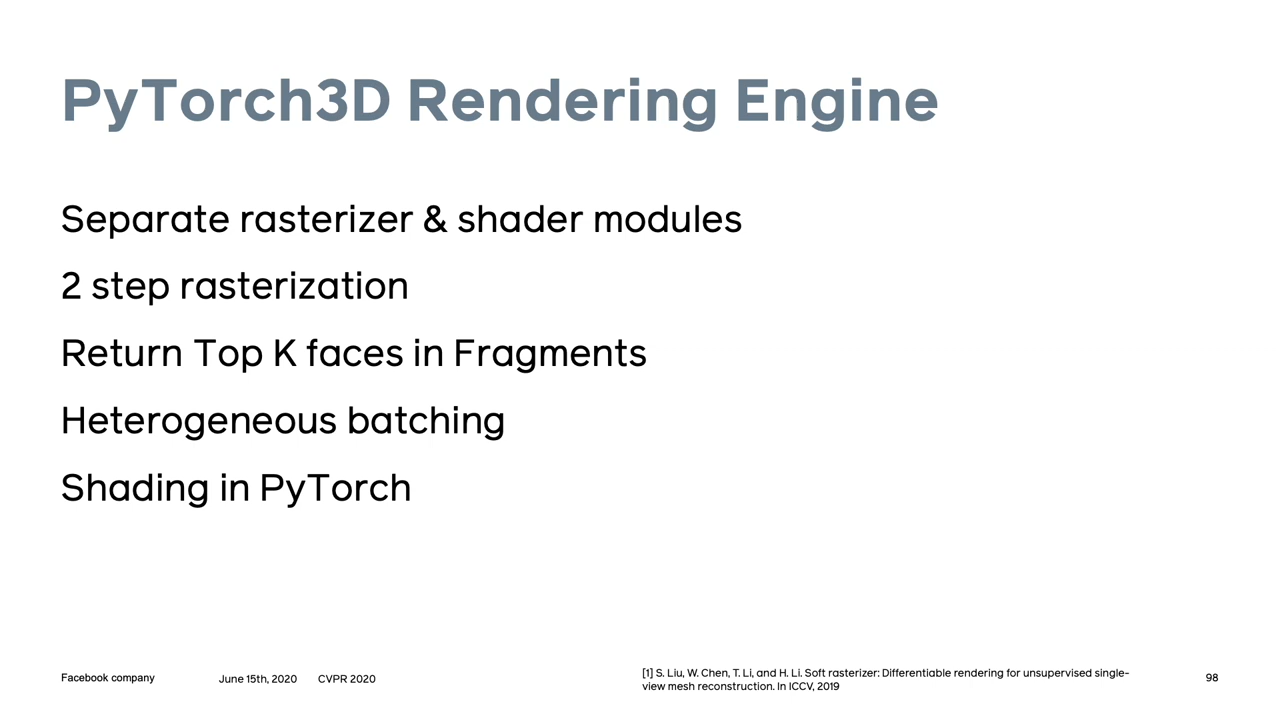 PyTorch3D Rendering Engine
Separate rasterizer & shader modules
2 step rasterization
Return Top K faces in Fragments
Heterogeneous batching
Shading in PyTorch
Facebook company
June 15th, 2020
CVPR 2020
[1] S. Liu, W. Chen, T. Li, and H. Li. Soft rasterizer: Differentiable rendering for unsupervised single-
view mesh reconstruction. In ICCV, 2019
98